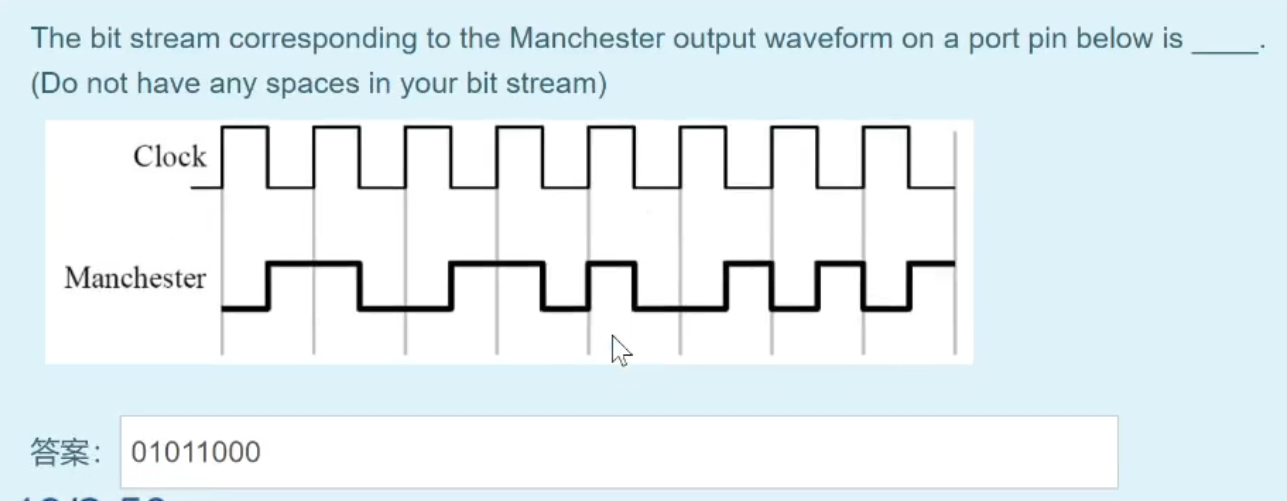 The bit stream corresponding to the Manchester output waveform on a port pin below is ____.
(Do not have any spaces in your bit stream)
Clock
Manchester
答案:
01011000